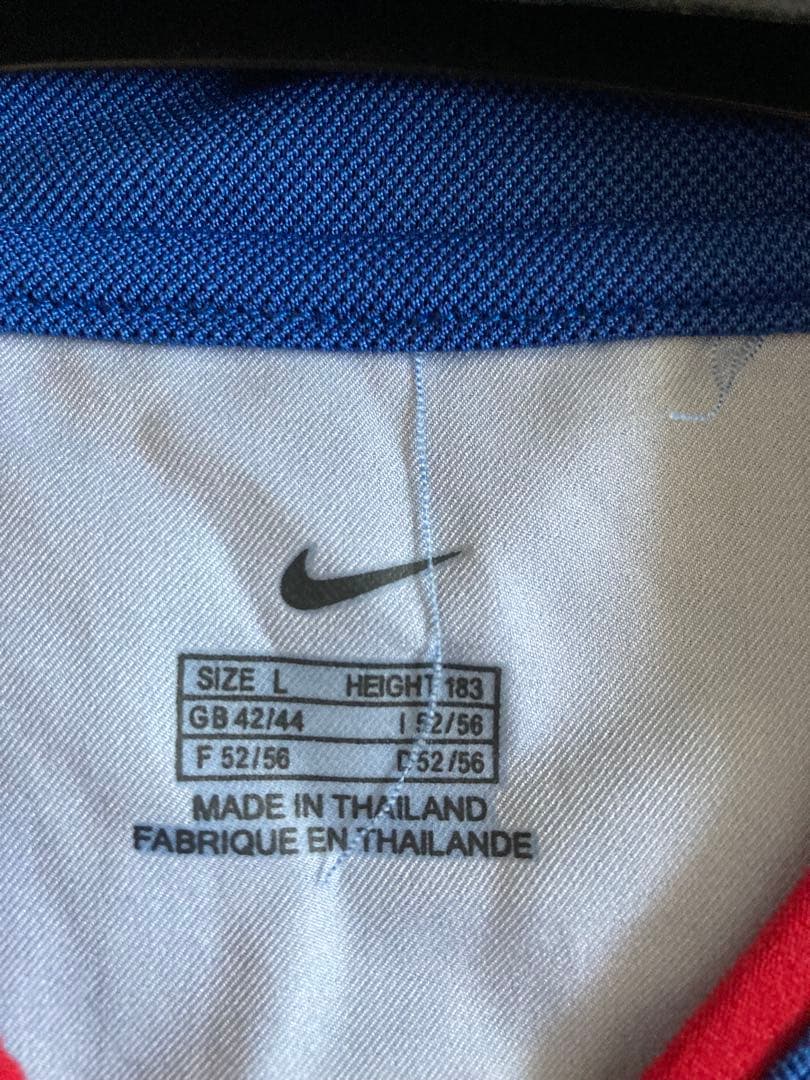 SIZE L HEIGHT 183
GB 42/44 I 52/56
F 52/56 D 52/56
MADE IN THAILAND
FABRIQUE EN THAILANDE